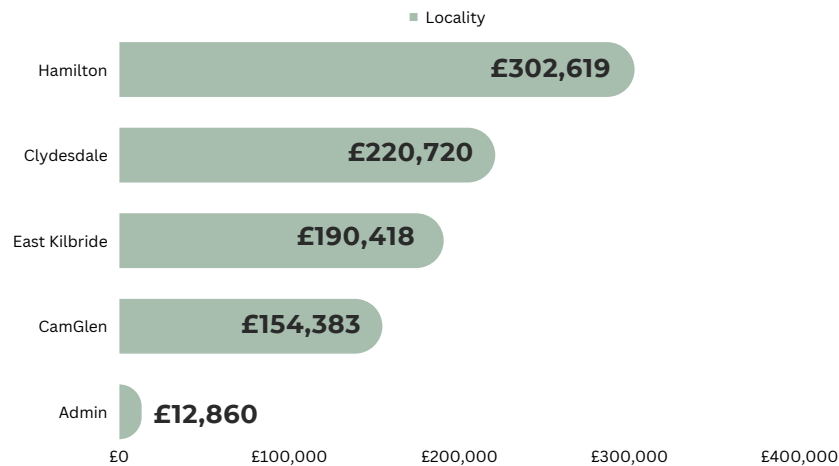 Locality
Hamilton £302,619
Clydesdale £220,720
East Kilbride £190,418
CamGlen £154,383
Admin £12,860
£0 £100,000 £200,000 £300,000 £400,000